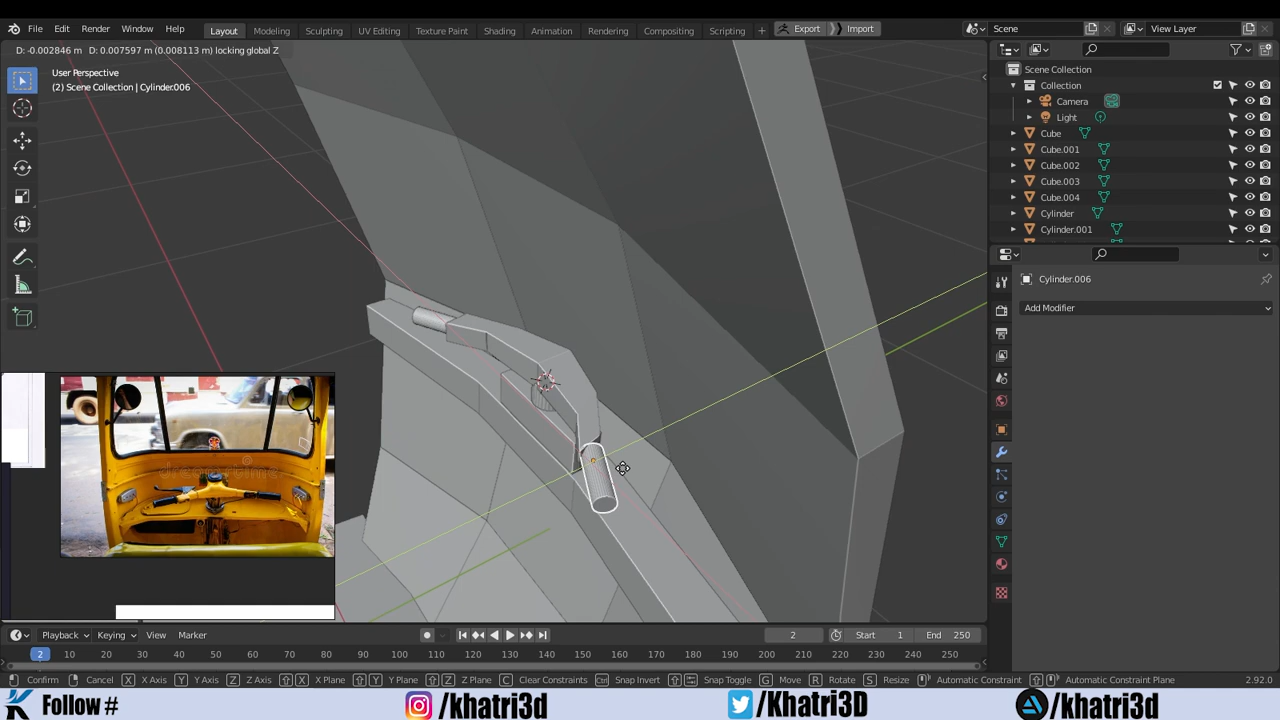 File Edit Render Window Help Layout Modeling Sculpting UV Editing Texture Paint Shading Animation Rendering Compositing Scripting + Export Import Scene View Layer
D: -0.002846 m D: 0.007597 m (0.008113 m) locking global Z
User Perspective
(2) Scene Collection | Cylinder.006
Scene Collection
Collection
Camera
Light
Cube
Cube.001
Cube.002
Cube.003
Cube.004
Cylinder
Cylinder.001
Cylinder.006
Add Modifier
dreamstime
Playback Keying View Marker 2 Start 1 End 250
2 10 20 30 40 50 60 70 80 90 100 110 120 130 140 150 160 170 180 190 200 210 220 230 240 250
Confirm Cancel X X Axis Y Y Axis Z Z Axis X X Plane Y Y Plane Z Z Plane C Clear Constraints Ctrl Snap Invert Snap Toggle G Move R Rotate S Resize Automatic Constraint Automatic Constraint Plane 2.92.0
Follow # /khatri3d /Khatri3D /khatri3d